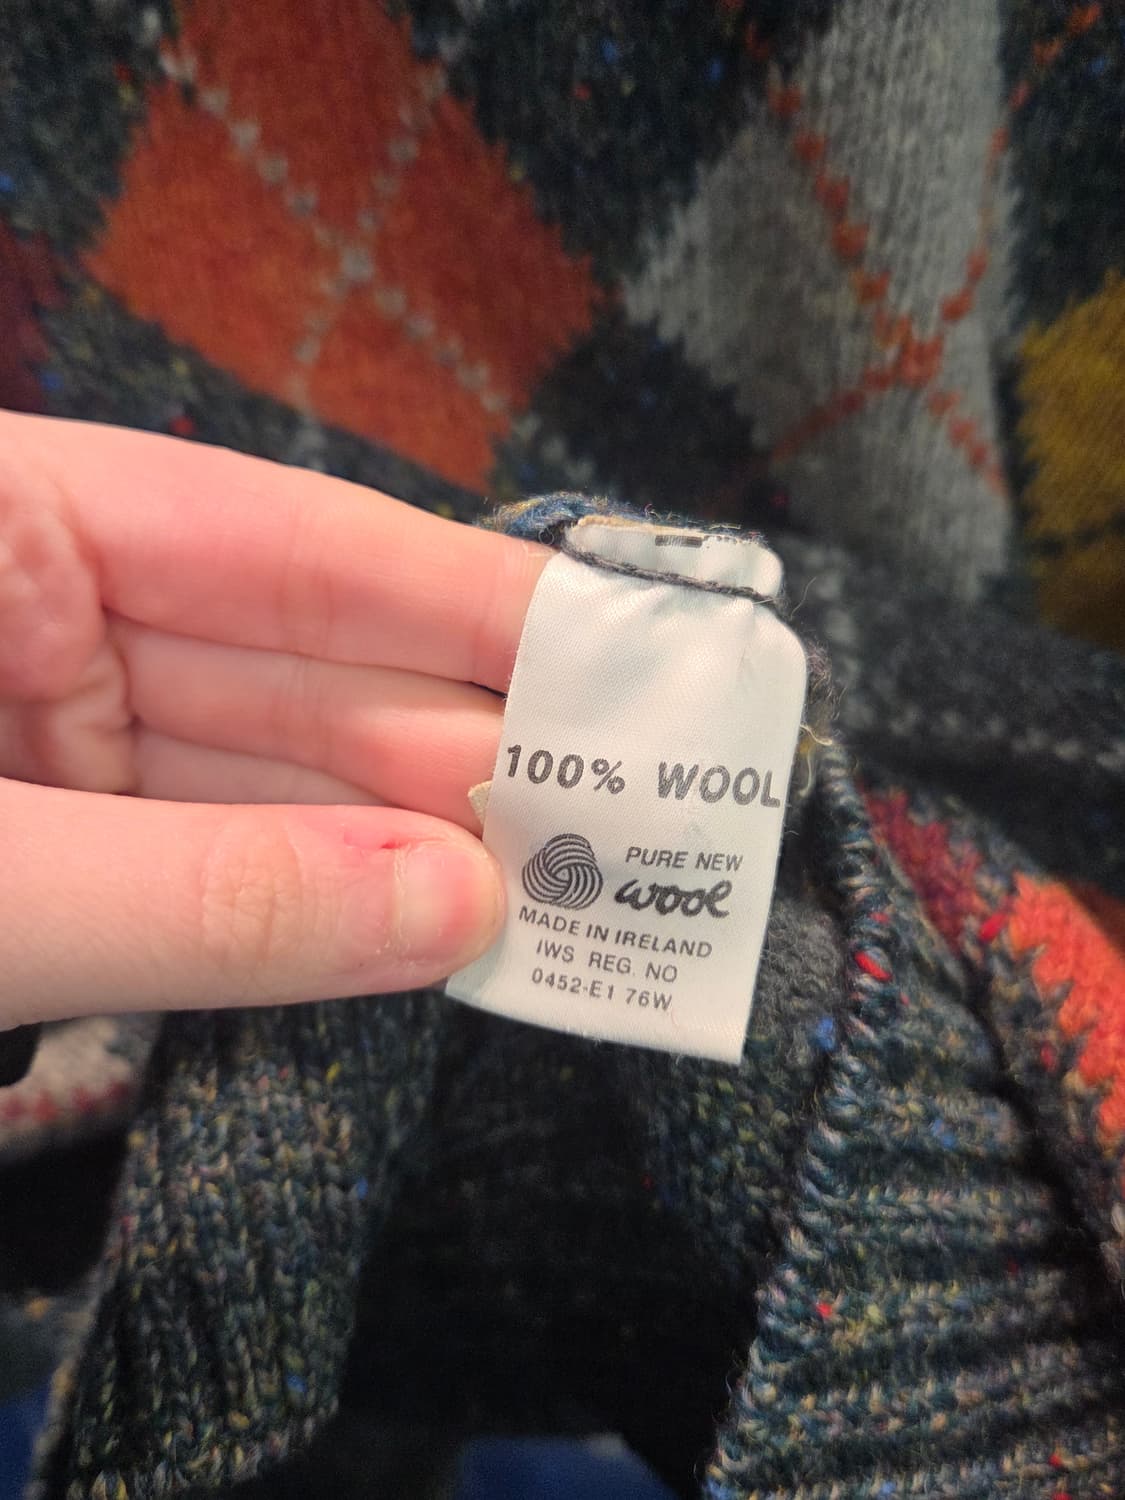 100% WOOL
PURE NEW
wool
MADE IN IRELAND
IWS REG. NO
0452-E1 76W